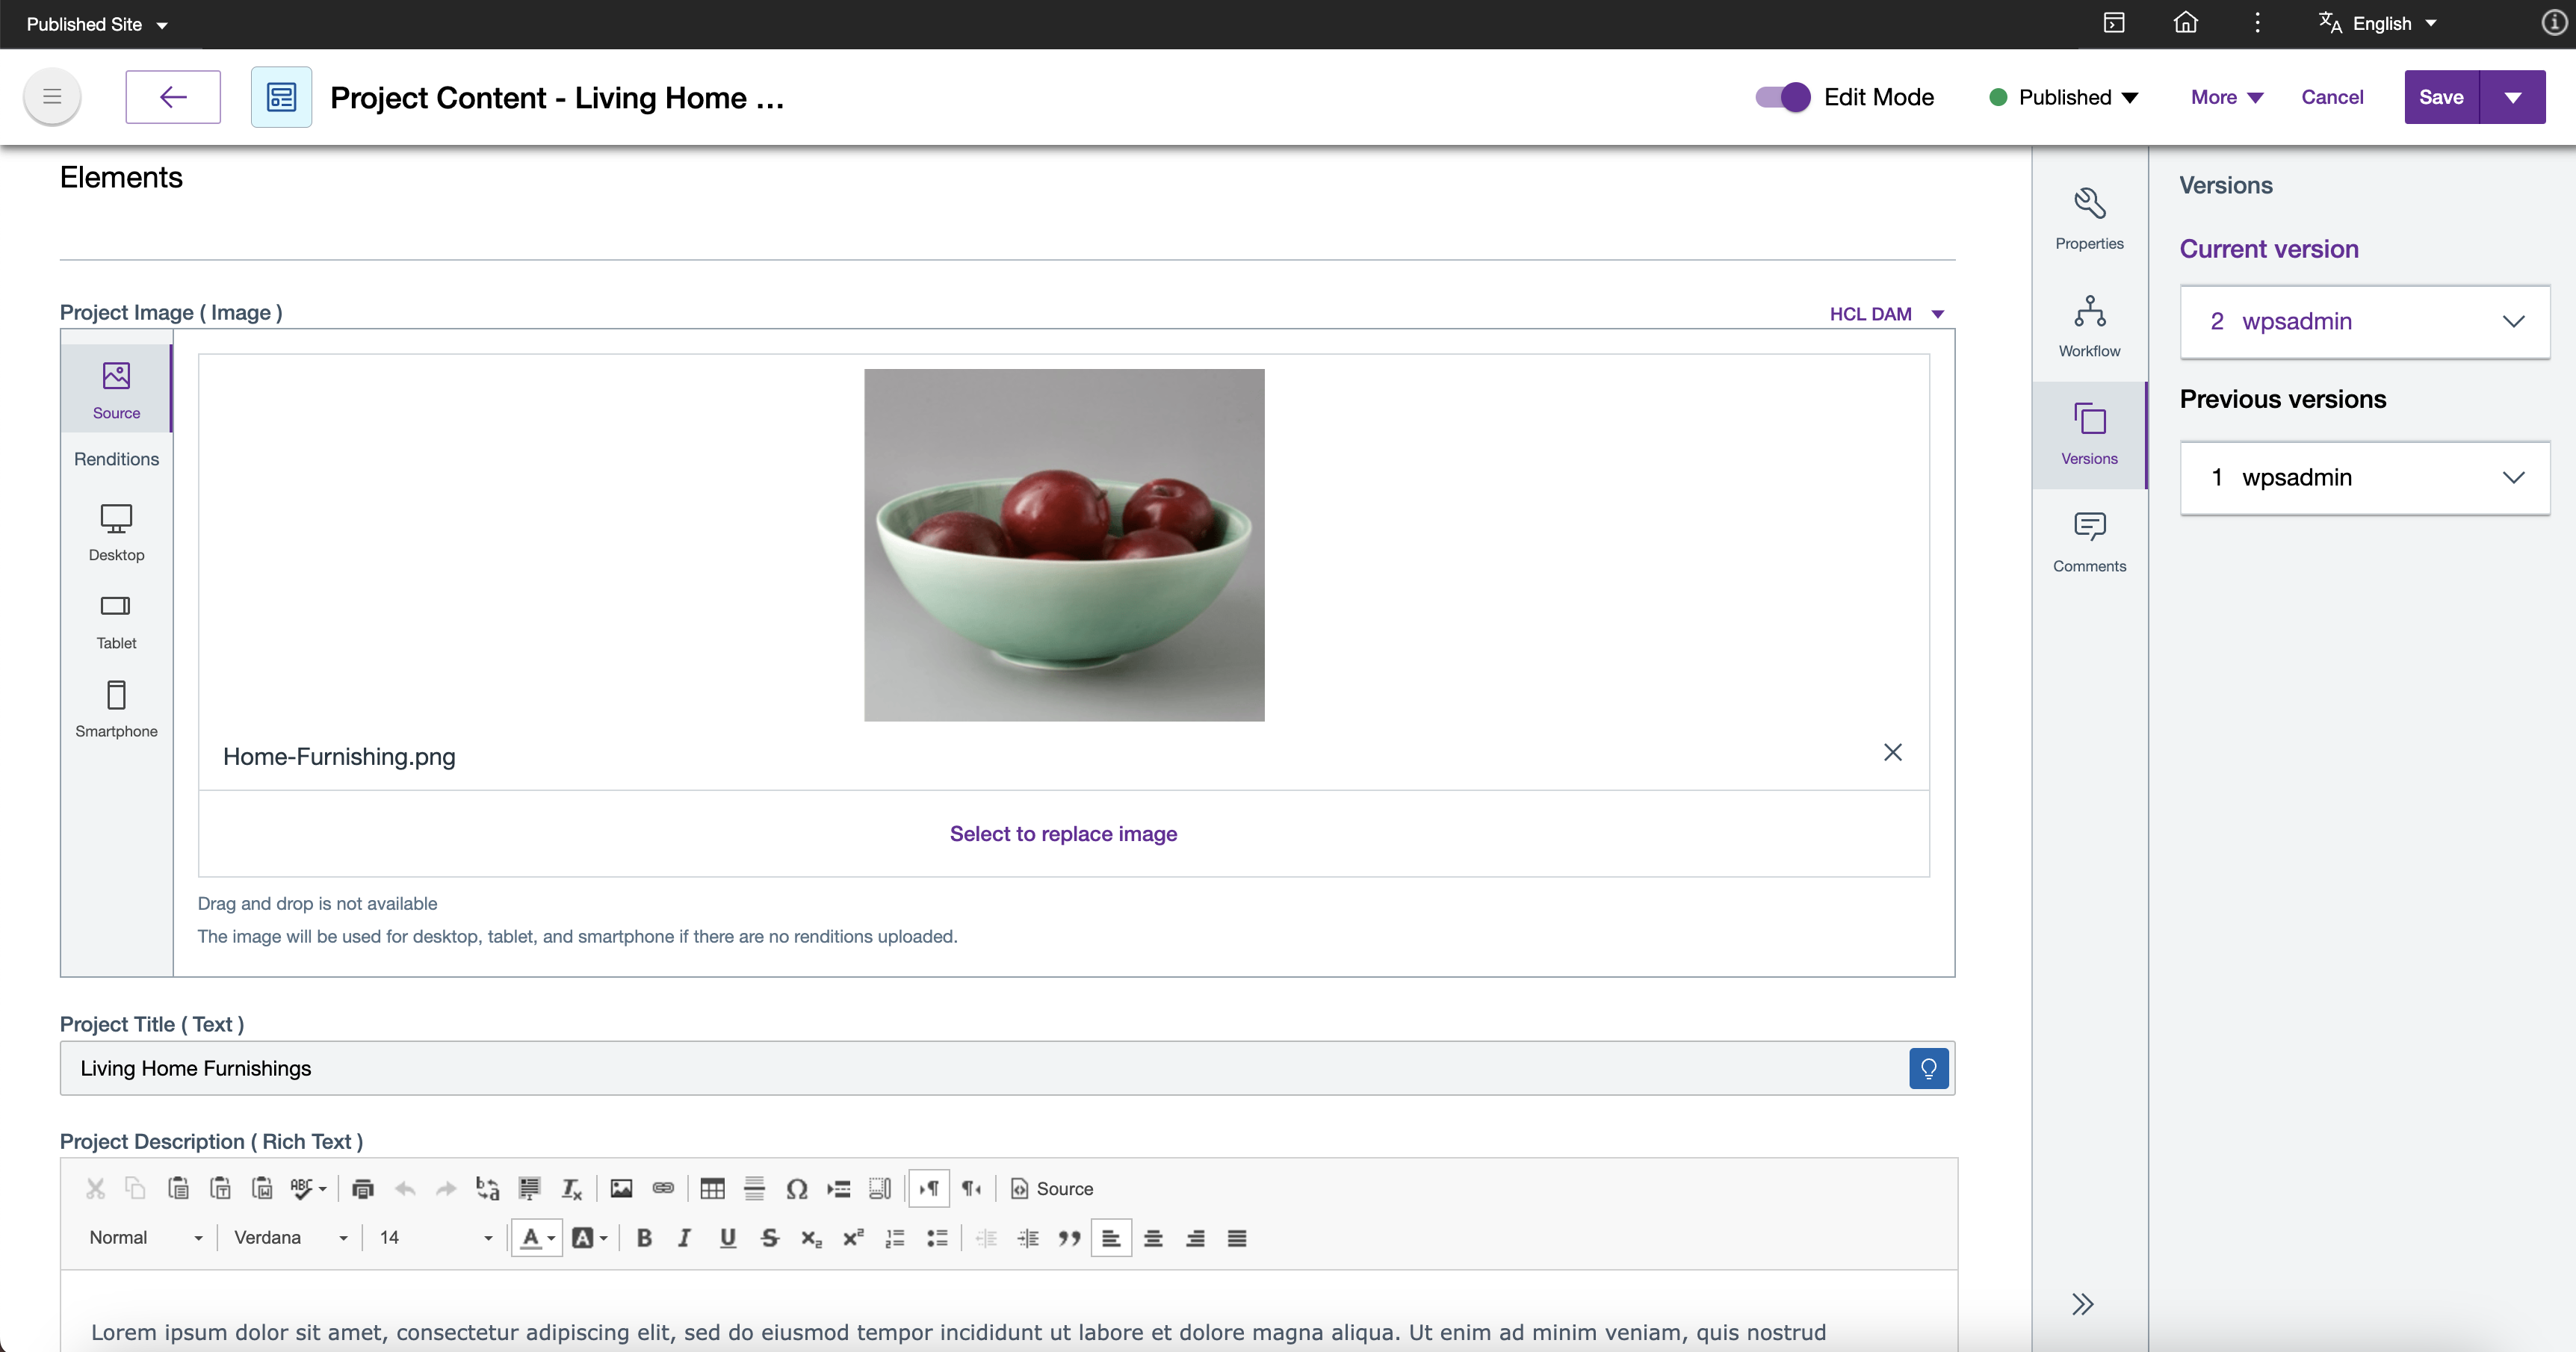 Published Site
English
Project Content - Living Home ...
Edit Mode
Published
More
Cancel
Save
Elements
Project Image ( Image )
HCL DAM
Source
Renditions
Desktop
Tablet
Smartphone
Home-Furnishing.png
Select to replace image
Drag and drop is not available
The image will be used for desktop, tablet, and smartphone if there are no renditions uploaded.
Project Title ( Text )
Living Home Furnishings
Project Description ( Rich Text )
ABC
Source
Normal
Verdana
14
Lorem ipsum dolor sit amet, consectetur adipiscing elit, sed do eiusmod tempor incididunt ut labore et dolore magna aliqua. Ut enim ad minim veniam, quis nostrud
Properties
Workflow
Versions
Comments
Versions
Current version
2 wpsadmin
Previous versions
1 wpsadmin